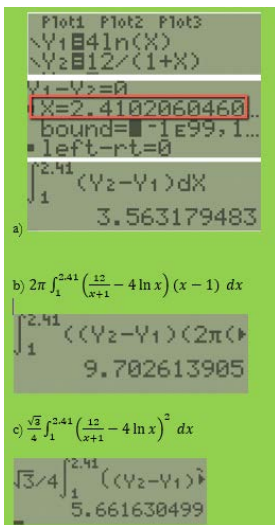 Plot1 Plot2 Plot3
\Y₁■4ln(X)
\Y₂■12/(1+X)
Y₁-Y₂=0
▪X=2.4102060460...
bound=■-1ᴇ99,1...
▪left-rt=0
∫₁^2.41 (Y₂-Y₁)dX
3.563179483
a)
b) 2π ∫₁^2.41 (12/(x+1) − 4 ln x) (x − 1) dx
∫₁^2.41 ((Y₂-Y₁)(2π(
9.702613905
c) √3/4 ∫₁^2.41 (12/(x+1) − 4 ln x)² dx
√3/4 ∫₁^2.41 ((Y₂-Y₁)
5.661630499